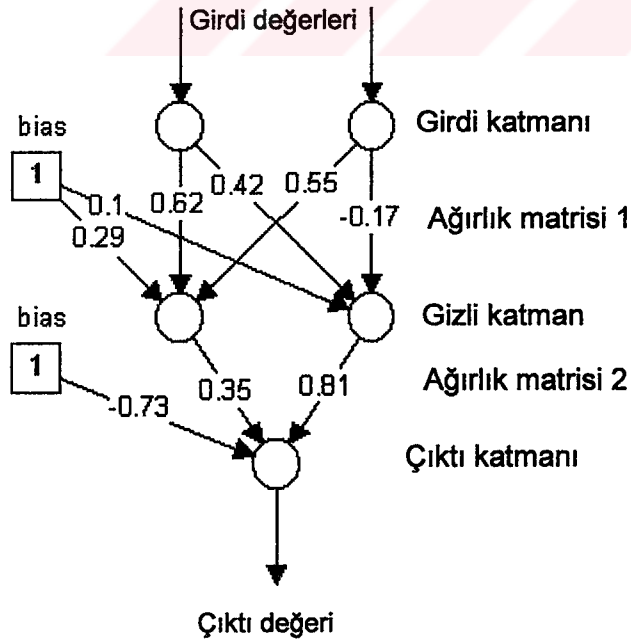 Girdi değerleri
bias
Girdi katmanı
1
0.1
0.62
0.42
0.55
-0.17
Ağırlık matrisi 1
0.29
bias
Gizli katman
1
-0.73
0.35
0.81
Ağırlık matrisi 2
Çıktı katmanı
Çıktı değeri